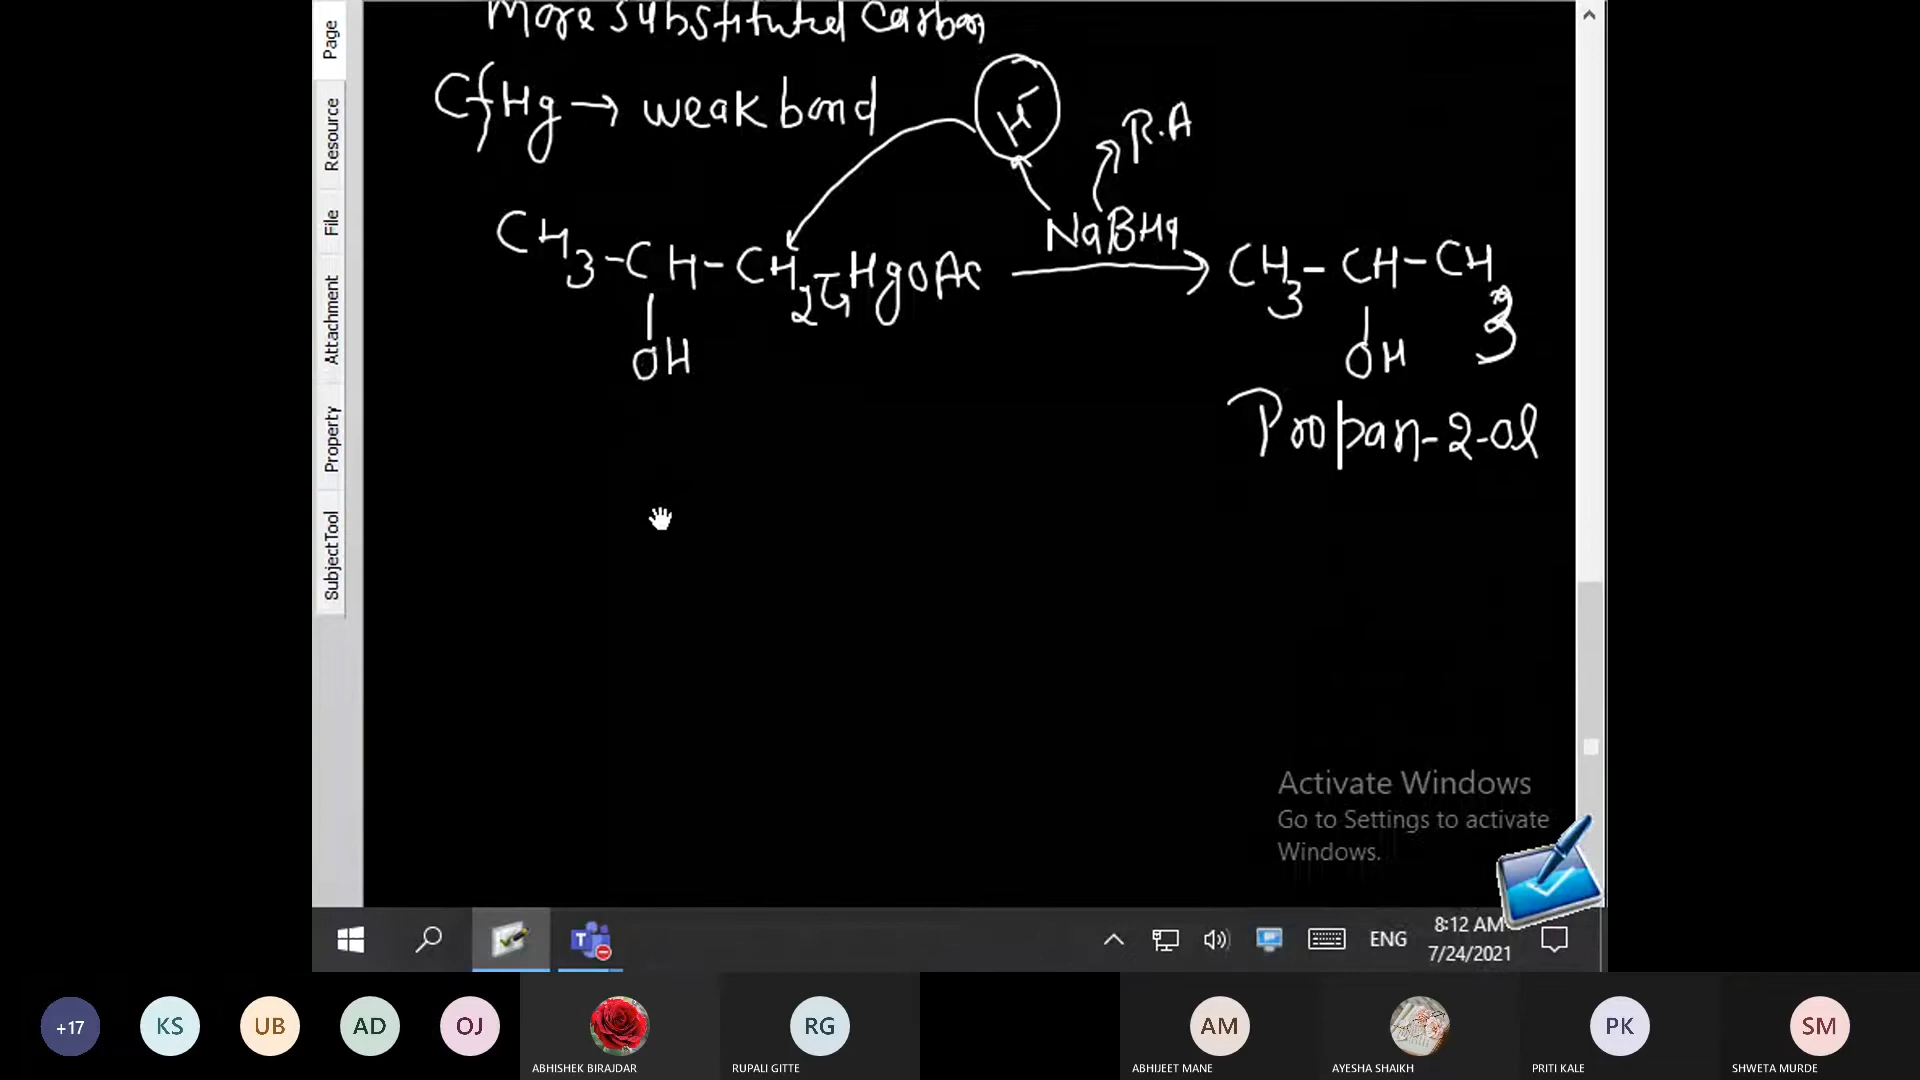 More substituted Carbon
C-Hg → weak bond
H⁻
R.A
NaBH4
CH3-CH-CH2-HgOAc → CH3-CH-CH3
OH OH
Propan-2-ol
Page
Resource
File
Attachment
Property
SubjectTool
Activate Windows
Go to Settings to activate
Windows.
ENG
8:12 AM
7/24/2021
+17 KS UB AD OJ RG AM PK SM
ABHISHEK BIRAJDAR RUPALI GITTE ABHIJEET MANE AYESHA SHAIKH PRITI KALE SHWETA MURDE